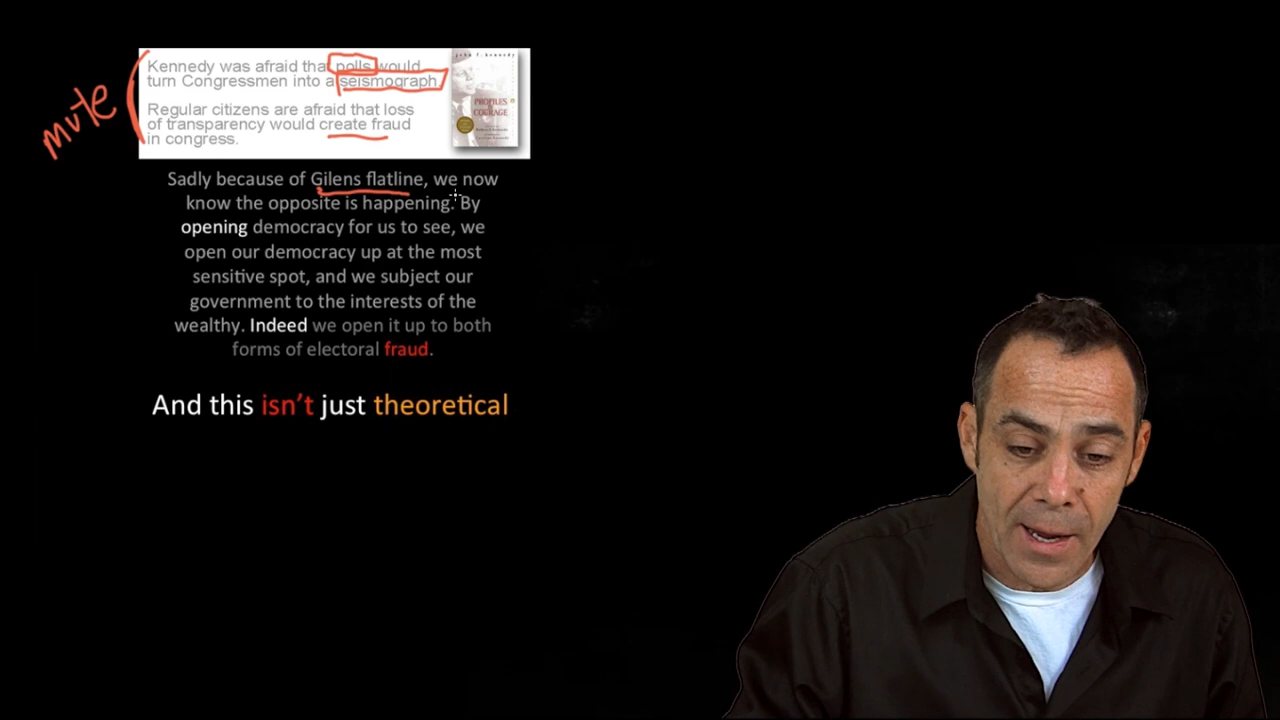 mute
Kennedy was afraid that polls would
turn Congressmen into a seismograph.
Regular citizens are afraid that loss
of transparency would create fraud
in congress.
john f. kennedy
PROFILES
COURAGE
Sadly because of Gilens flatline, we now
know the opposite is happening. By
opening democracy for us to see, we
open our democracy up at the most
sensitive spot, and we subject our
government to the interests of the
wealthy. Indeed we open it up to both
forms of electoral fraud.
And this isn't just theoretical